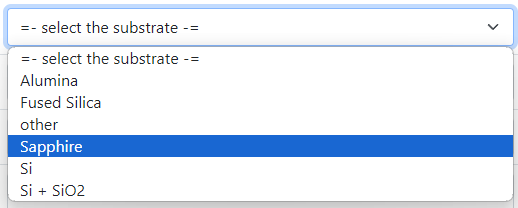 =- select the substrate -=
=- select the substrate -=
Alumina
Fused Silica
other
Sapphire
Si
Si + SiO2